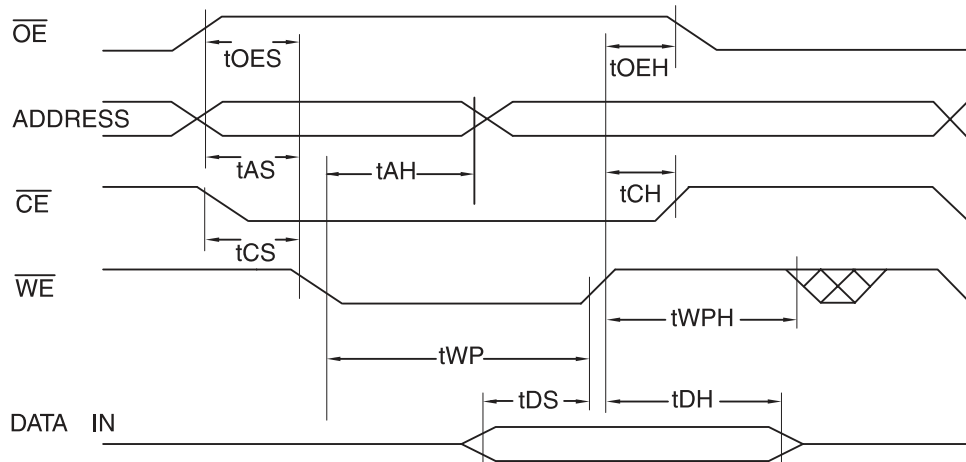 OE
tOES
tOEH
ADDRESS
tAS
tAH
CE
tCH
tCS
WE
tWPH
tWP
tDS
tDH
DATA IN